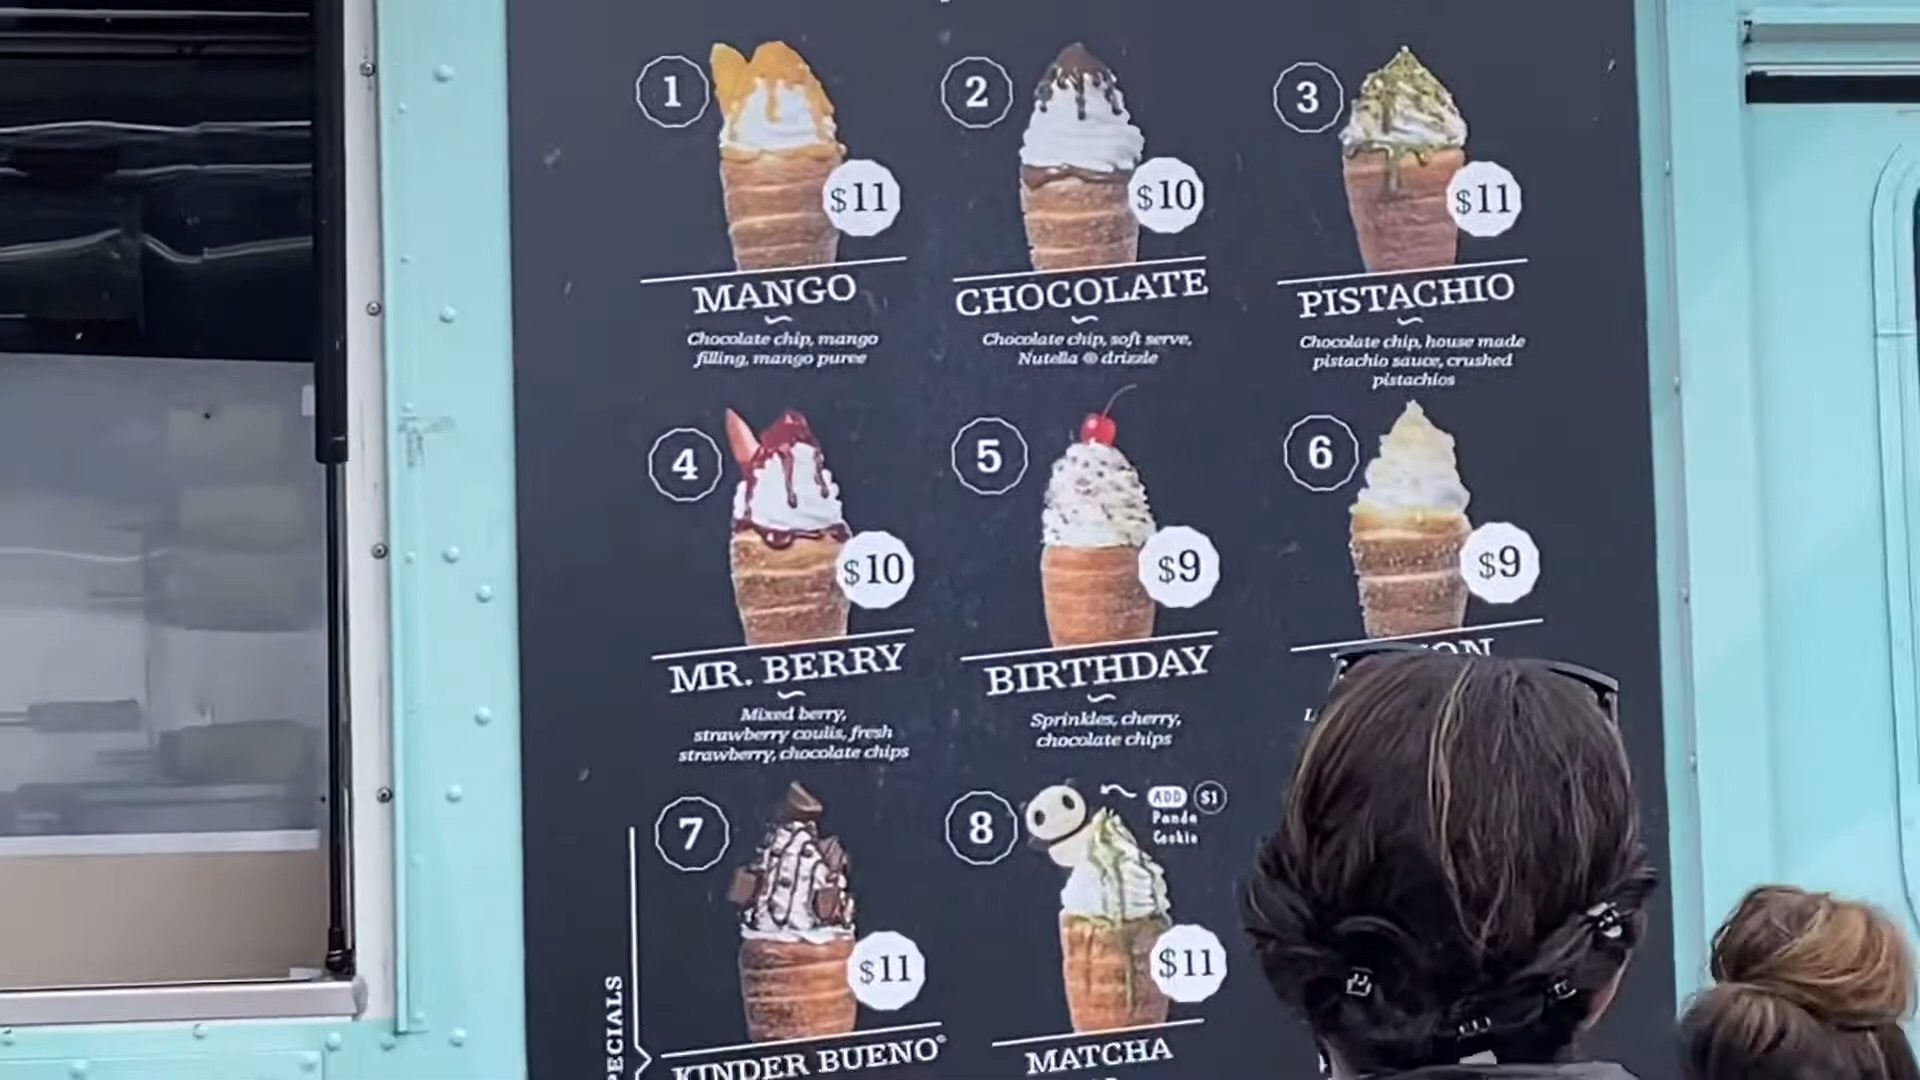 1
$11
MANGO
Chocolate chip, mango
filling, mango puree
2
$10
CHOCOLATE
Chocolate chip, soft serve,
Nutella ® drizzle
3
$11
PISTACHIO
Chocolate chip, house made
pistachio sauce, crushed
pistachios
4
$10
MR. BERRY
Mixed berry,
strawberry coulis, fresh
strawberry, chocolate chips
5
$9
BIRTHDAY
Sprinkles, cherry,
chocolate chips
6
$9
7
$11
KINDER BUENO®
8
ADD $1
Panda
Cookie
$11
MATCHA